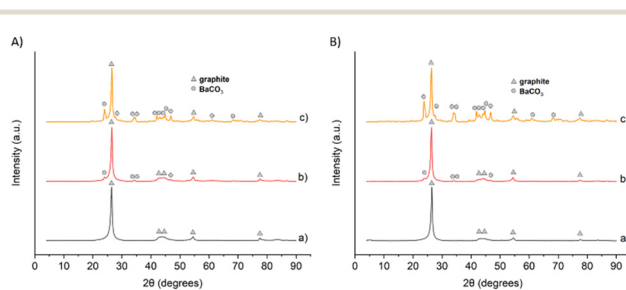 A)
B)
graphite
BaCO₃
graphite
BaCO₃
c)
c
b)
b
a)
a
Intensity (a.u.)
Intensity (a.u.)
0 10 20 30 40 50 60 70 80 90
0 10 20 30 40 50 60 70 80 90
2θ (degrees)
2θ (degrees)